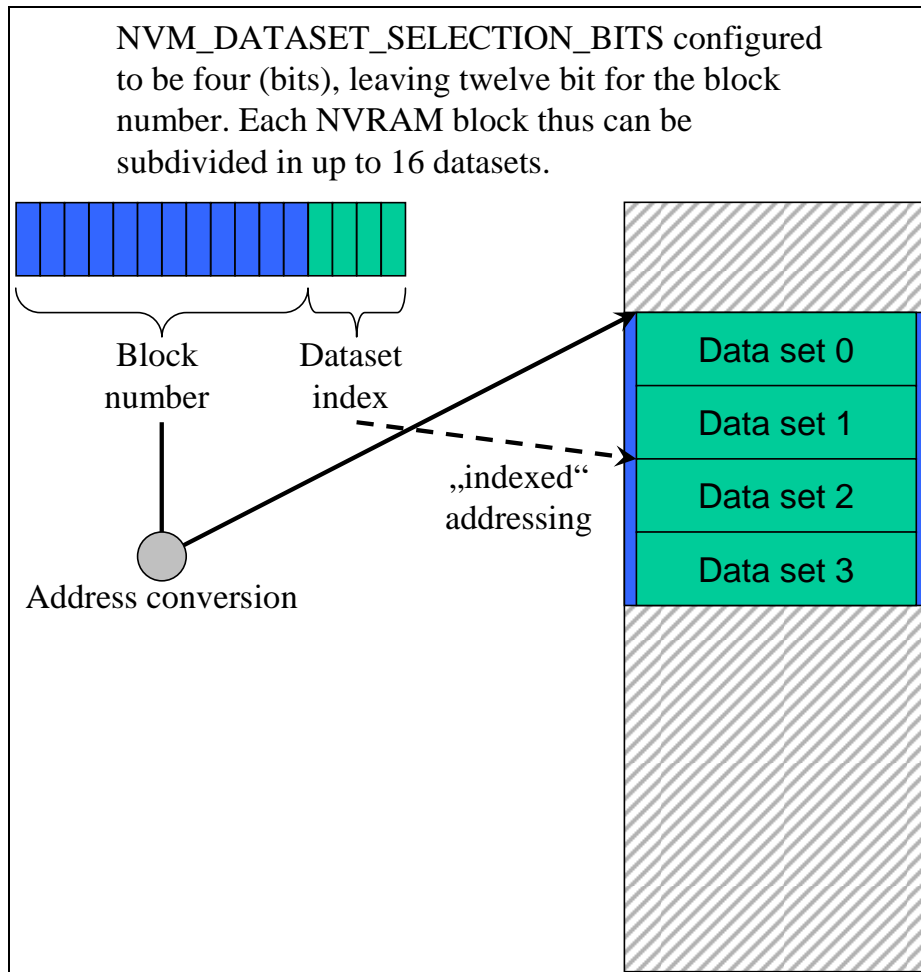 NVM_DATASET_SELECTION_BITS configured
to be four (bits), leaving twelve bit for the block
number. Each NVRAM block thus can be
subdivided in up to 16 datasets.
Block
number
Dataset
index
„indexed“
addressing
Address conversion
Data set 0
Data set 1
Data set 2
Data set 3